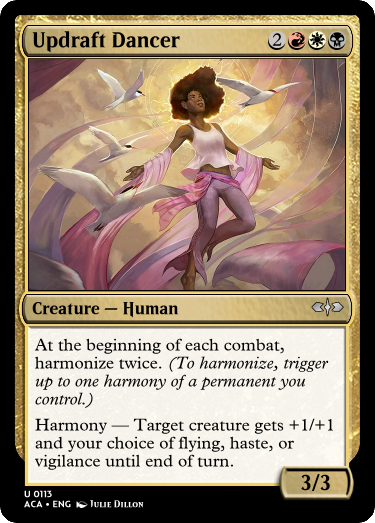 Updraft Dancer 2
Creature — Human
At the beginning of each combat,
harmonize twice. (To harmonize, trigger
up to one harmony of a permanent you
control.)
Harmony — Target creature gets +1/+1
and your choice of flying, haste, or
vigilance until end of turn.
3/3
U 0113
ACA • ENG JULIE DILLON